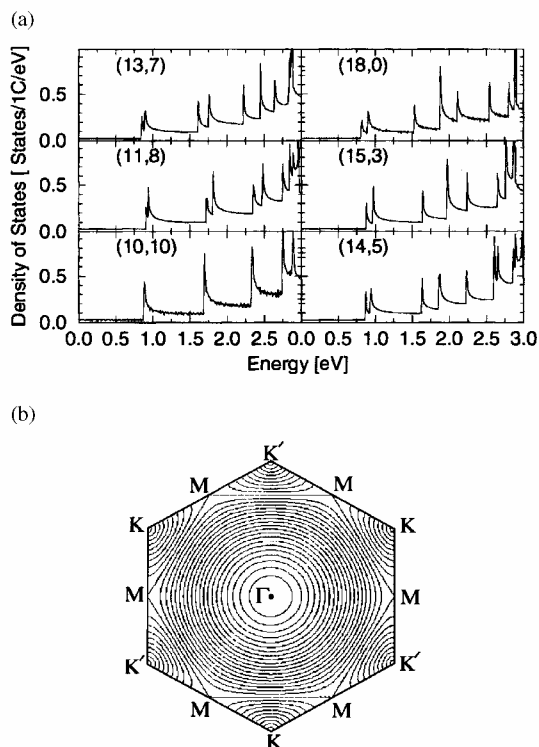 (a)
Density of States [ States/1C/eV]
(13,7)
(18,0)
0.5
0.0
(11,8)
(15,3)
0.5
0.0
(10,10)
(14,5)
0.5
0.0
0.0 0.5 1.0 1.5 2.0 2.5 3.0 0.5 1.0 1.5 2.0 2.5 3.0
Energy [eV]
(b)
K′
M M
K K
M Γ M
K′ K′
M M
K